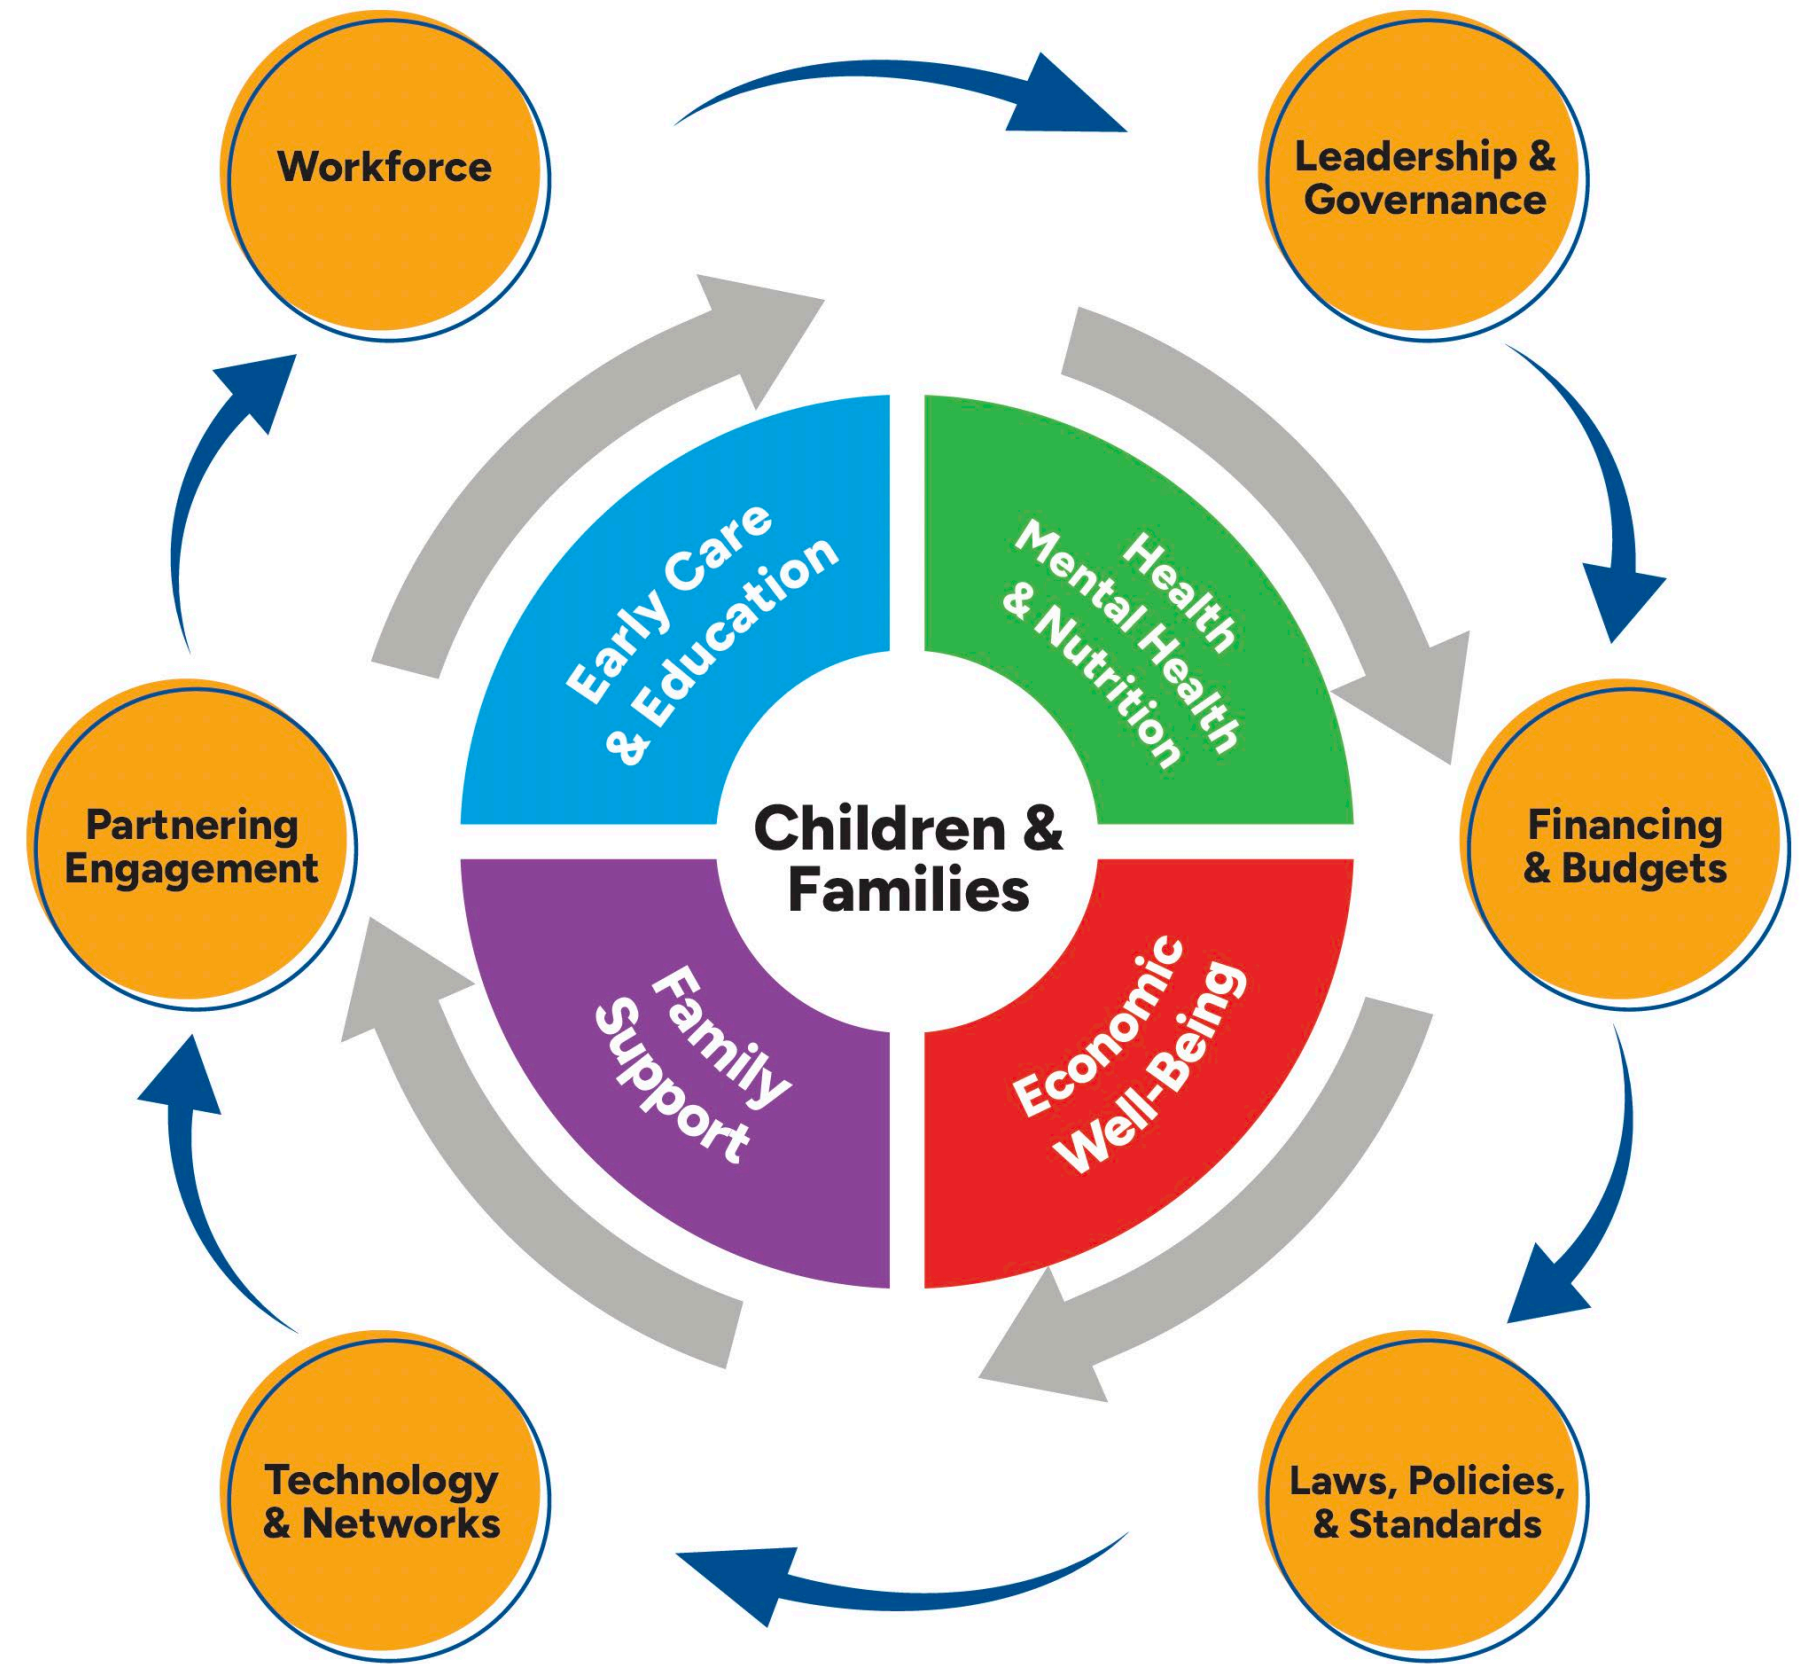 Workforce
Leadership &
Governance
Early Care
& Education
Health
Mental Health
& Nutrition
Partnering
Engagement
Children &
Families
Financing
& Budgets
Family
Support
Economic
Well-Being
Technology
& Networks
Laws, Policies,
& Standards